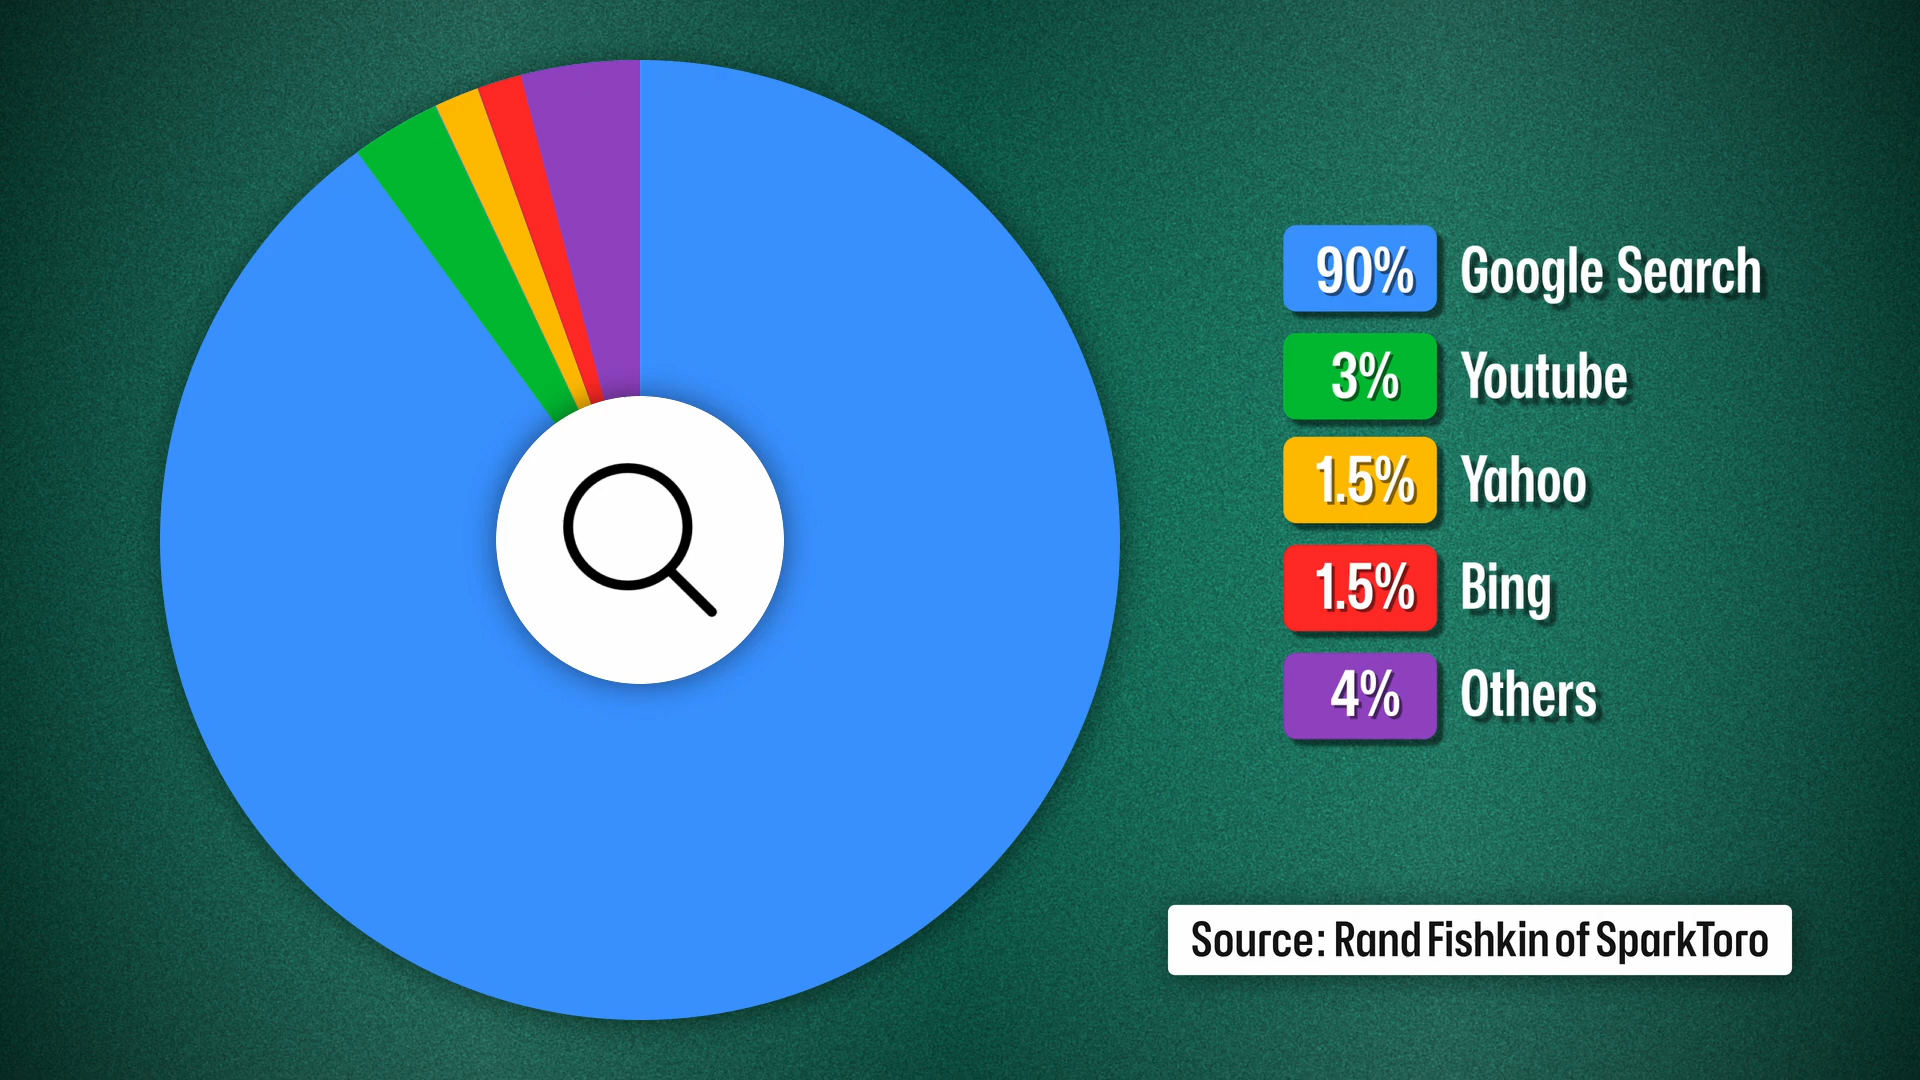 90% Google Search
3% Youtube
1.5% Yahoo
1.5% Bing
4% Others
Source: Rand Fishkin of SparkToro